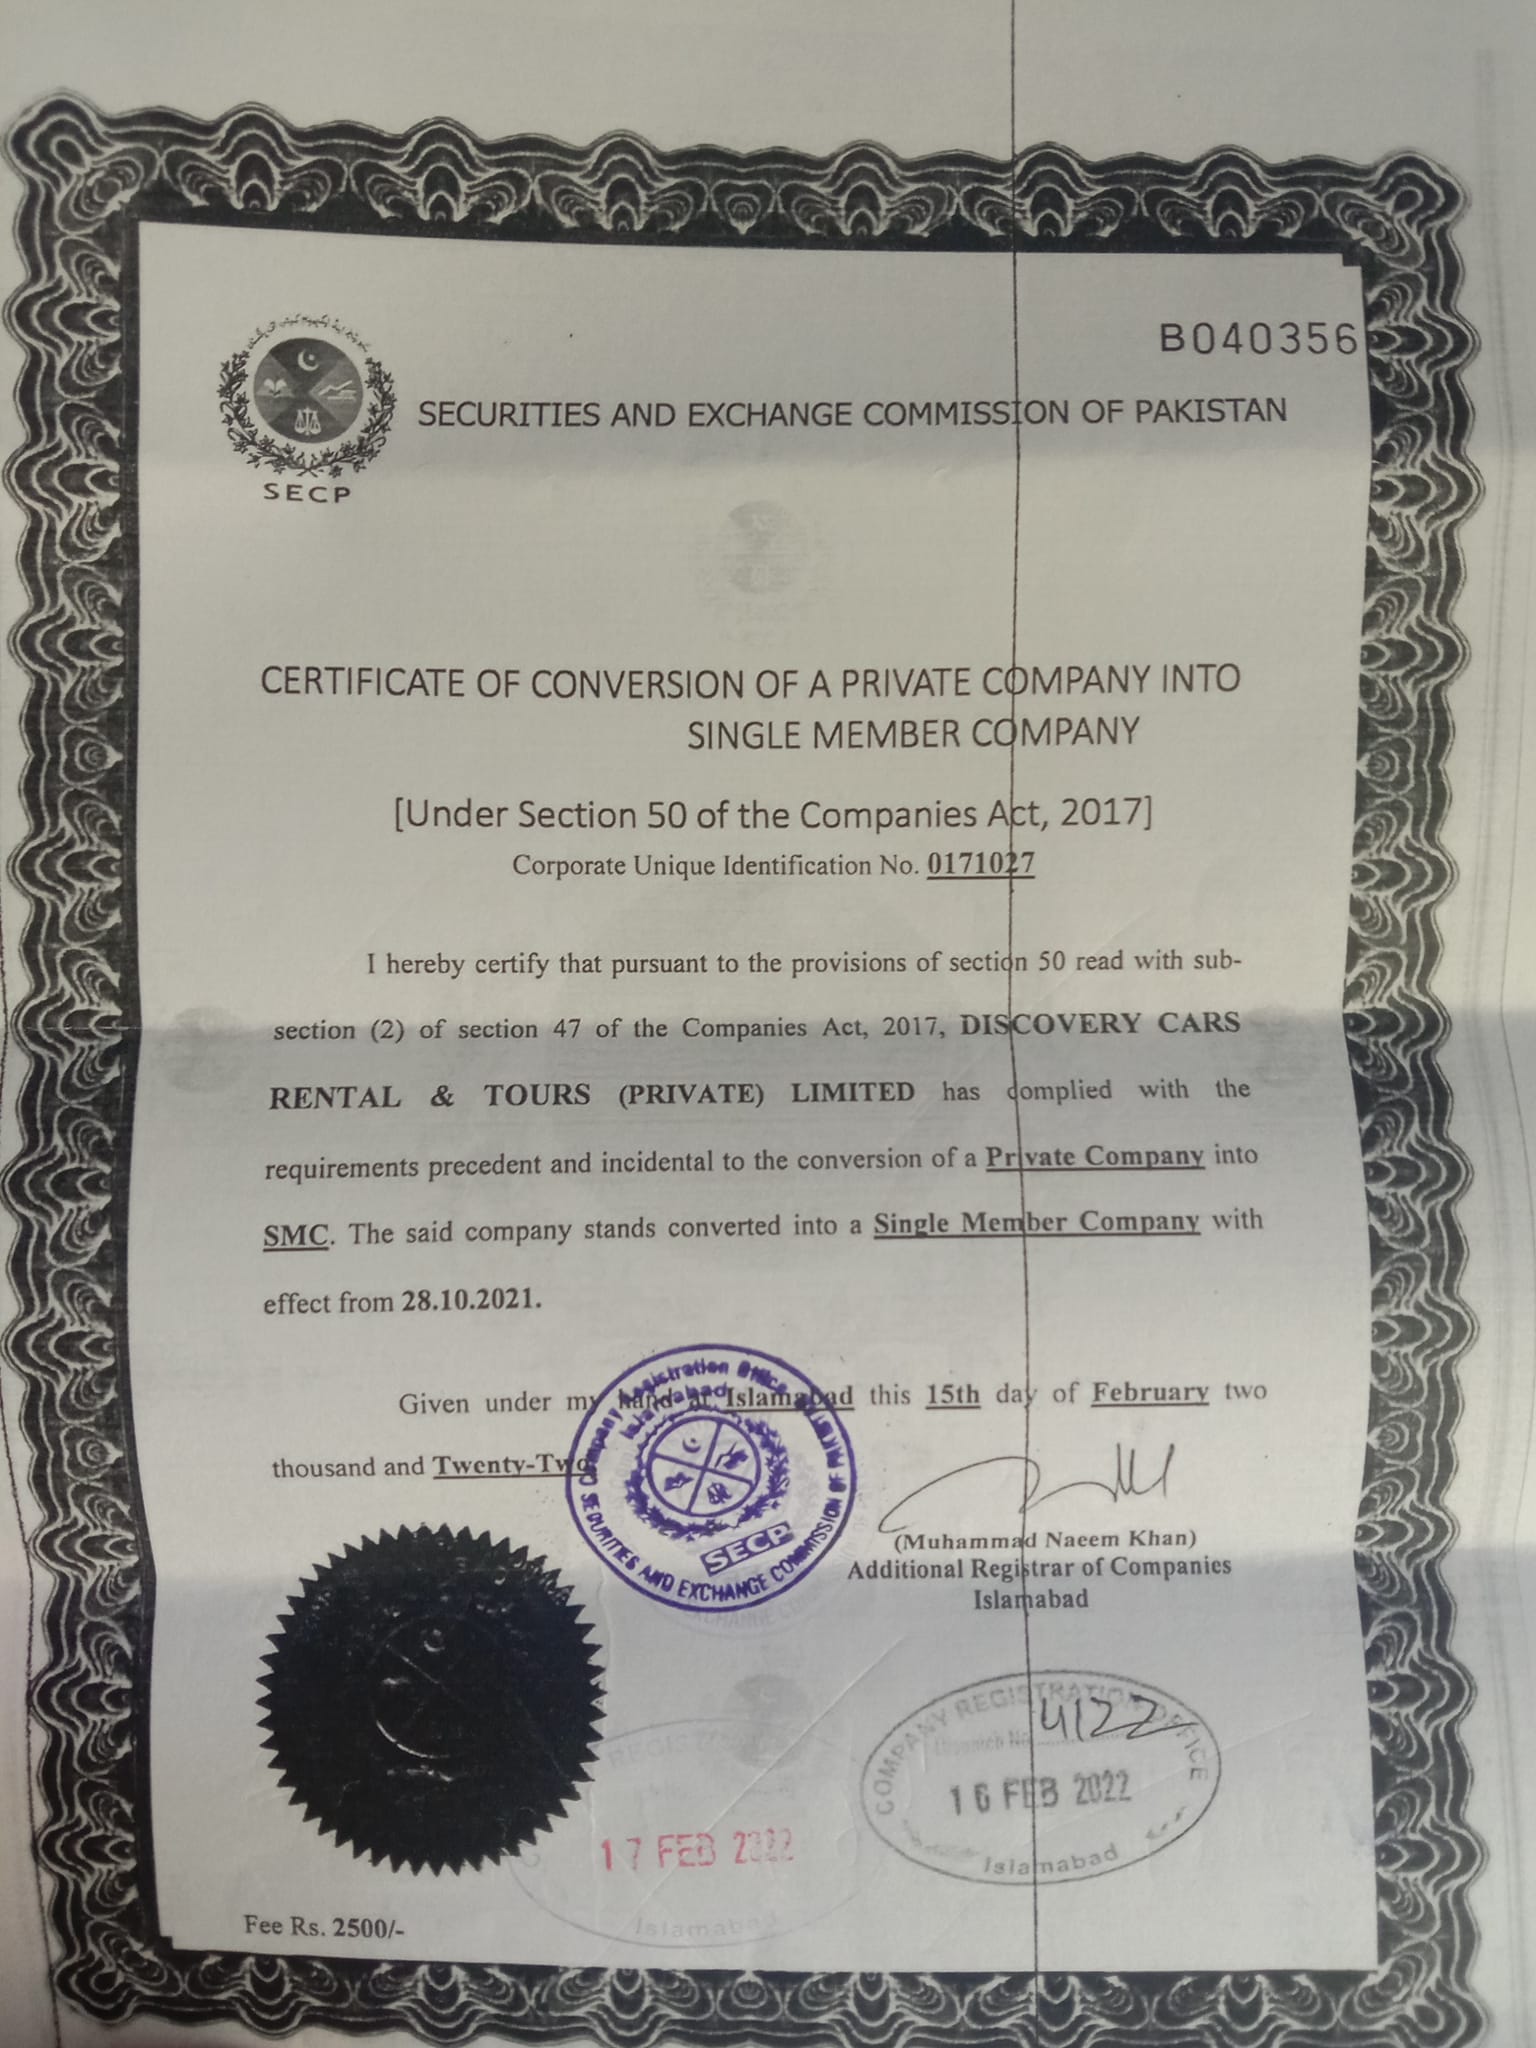 B040356
SECP
SECURITIES AND EXCHANGE COMMISSION OF PAKISTAN
CERTIFICATE OF CONVERSION OF A PRIVATE COMPANY INTO
SINGLE MEMBER COMPANY
[Under Section 50 of the Companies Act, 2017]
Corporate Unique Identification No. 0171027
I hereby certify that pursuant to the provisions of section 50 read with sub-
section (2) of section 47 of the Companies Act, 2017, DISCOVERY CARS
RENTAL & TOURS (PRIVATE) LIMITED has complied with the
requirements precedent and incidental to the conversion of a Private Company into
SMC. The said company stands converted into a Single Member Company with
effect from 28.10.2021.
Given under my hand at Islamabad this 15th day of February two
thousand and Twenty-Two
Company Registration Office
Islamabad
SECP
SECURITIES AND EXCHANGE COMMISSION OF PAKISTAN
(Muhammad Naeem Khan)
Additional Registrar of Companies
Islamabad
COMPANY REGISTRATION OFFICE
Dispatch No. 4122
16 FEB 2022
Islamabad
17 FEB 2022
Islamabad
Fee Rs. 2500/-